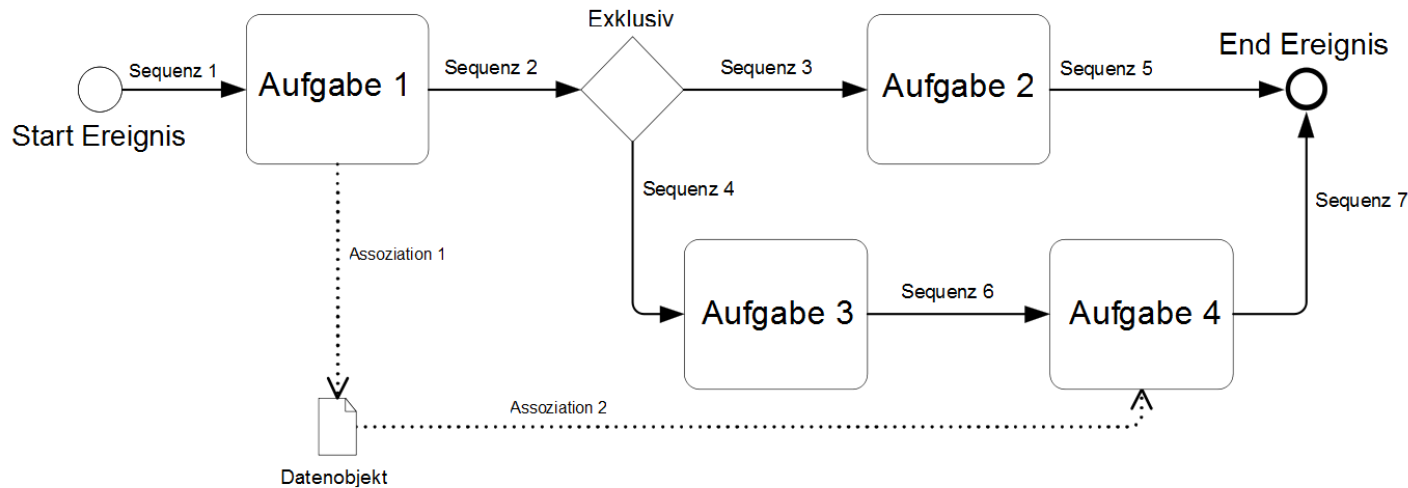 Exklusiv
End Ereignis
Sequenz 1
Aufgabe 1
Sequenz 2
Sequenz 3
Aufgabe 2
Sequenz 5
Start Ereignis
Sequenz 4
Sequenz 7
Assoziation 1
Aufgabe 3
Sequenz 6
Aufgabe 4
Assoziation 2
Datenobjekt